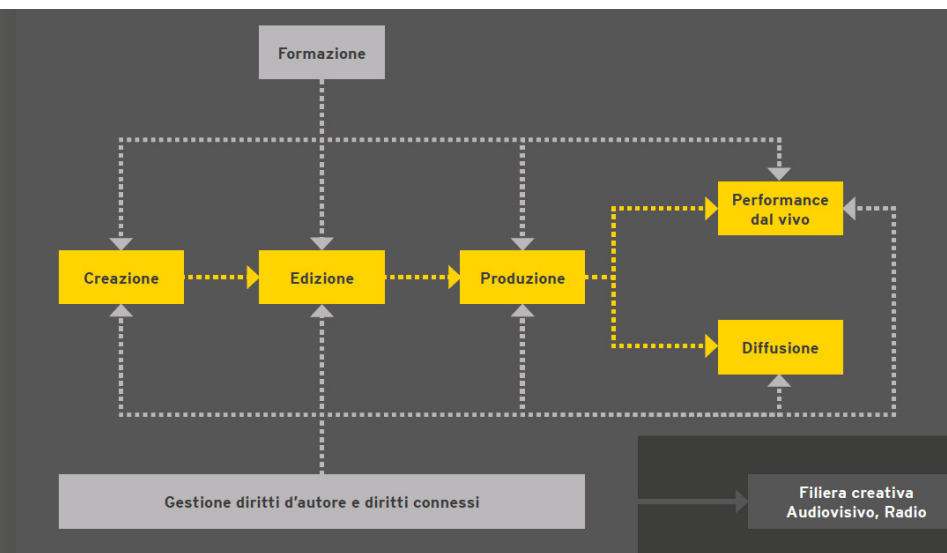 Formazione
Performance
dal vivo
Creazione
Edizione
Produzione
Diffusione
Gestione diritti d'autore e diritti connessi
Filiera creativa
Audiovisivo, Radio